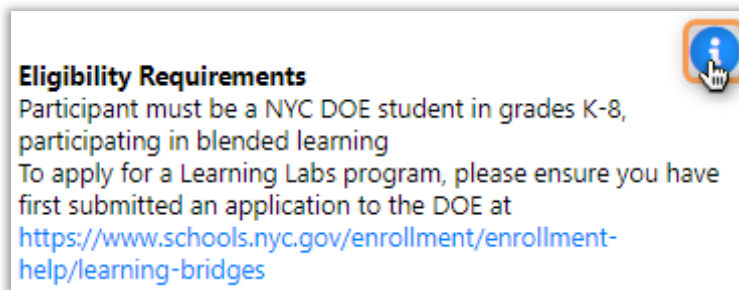 Eligibility Requirements
Participant must be a NYC DOE student in grades K-8,
participating in blended learning
To apply for a Learning Labs program, please ensure you have
first submitted an application to the DOE at
https://www.schools.nyc.gov/enrollment/enrollment-
help/learning-bridges